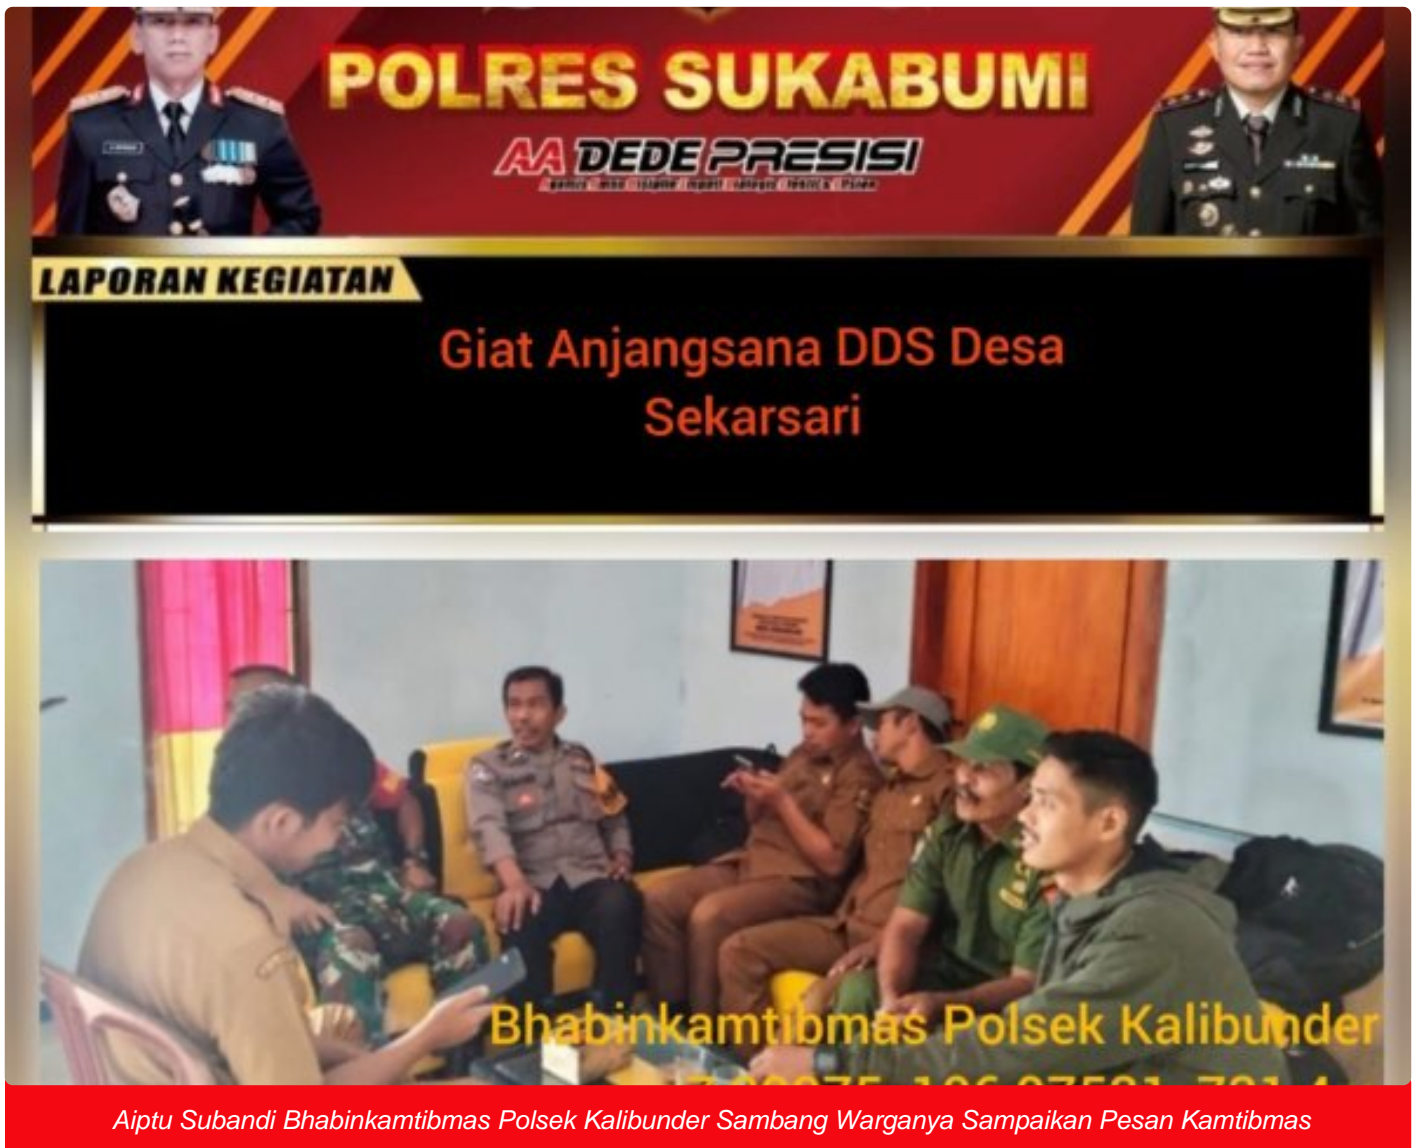 POLRES SUKABUMI
AA DEDE PRESISI
LAPORAN KEGIATAN
Giat Anjangsana DDS Desa
Sekarsari
Bhabinkamtibmas Polsek Kalibunder
Aiptu Subandi Bhabinkamtibmas Polsek Kalibunder Sambang Warganya Sampaikan Pesan Kamtibmas